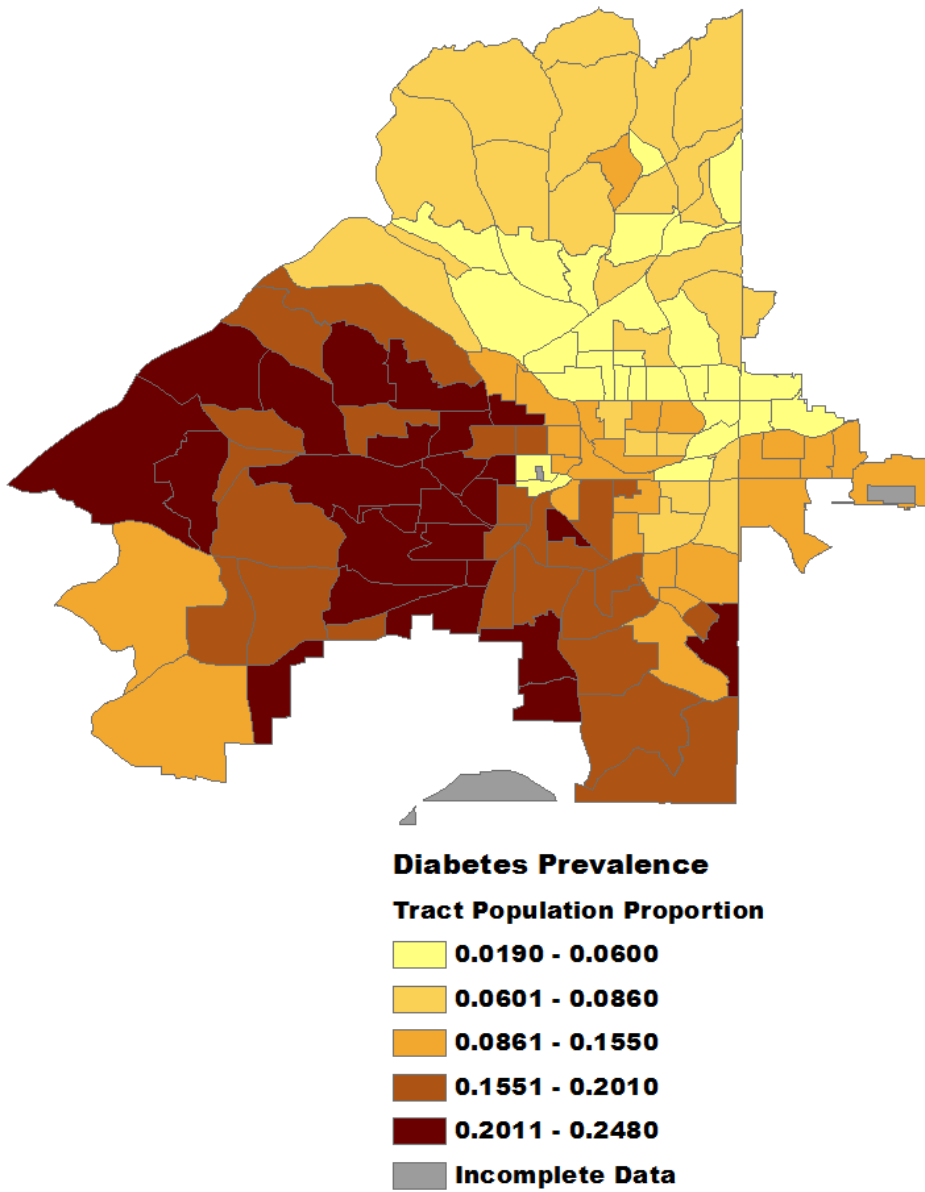 Diabetes Prevalence
Tract Population Proportion
0.0190 - 0.0600
0.0601 - 0.0860
0.0861 - 0.1550
0.1551 - 0.2010
0.2011 - 0.2480
Incomplete Data